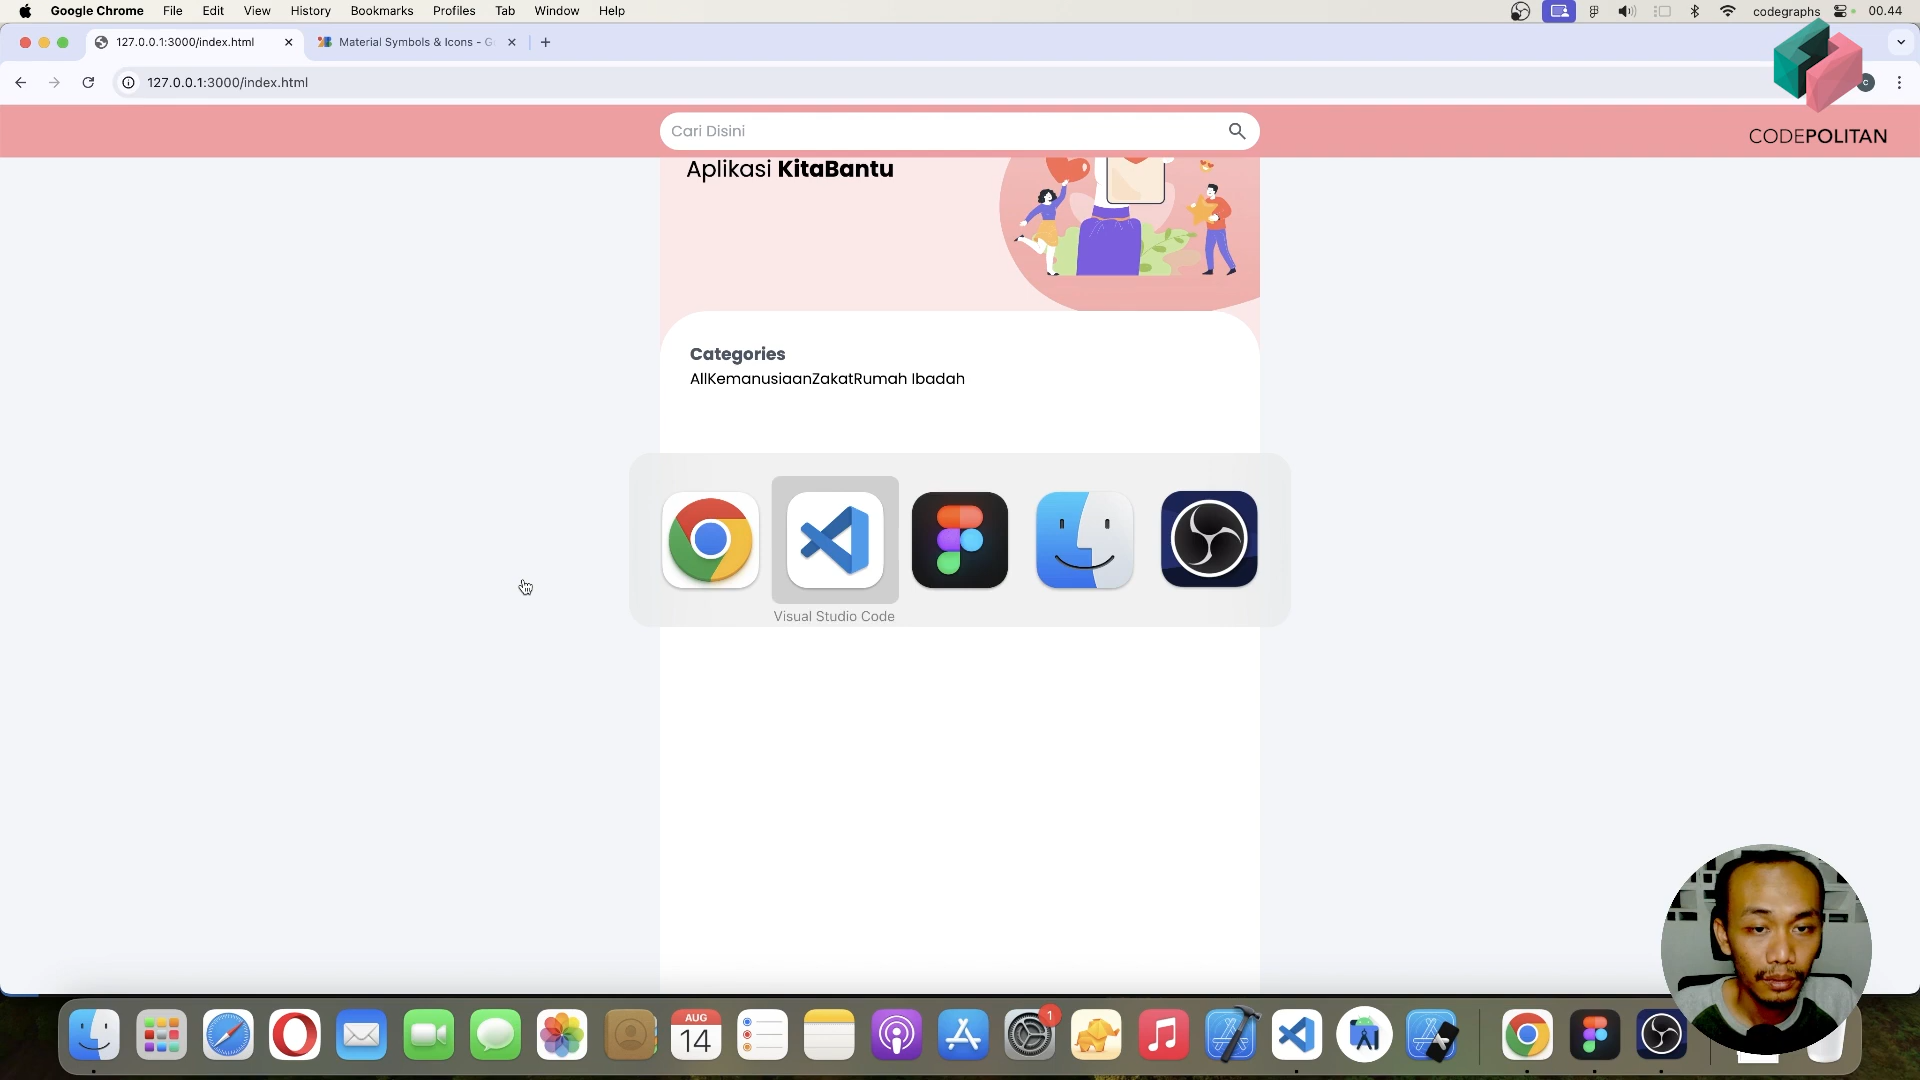 Google Chrome File Edit View History Bookmarks Profiles Tab Window Help
codegraphs 00.44
127.0.0.1:3000/index.html
Material Symbols & Icons - G
127.0.0.1:3000/index.html
Cari Disini
CODEPOLITAN
Aplikasi KitaBantu
Categories
AllKemanusiaanZakatRumah Ibadah
Visual Studio Code
AUG
14
1